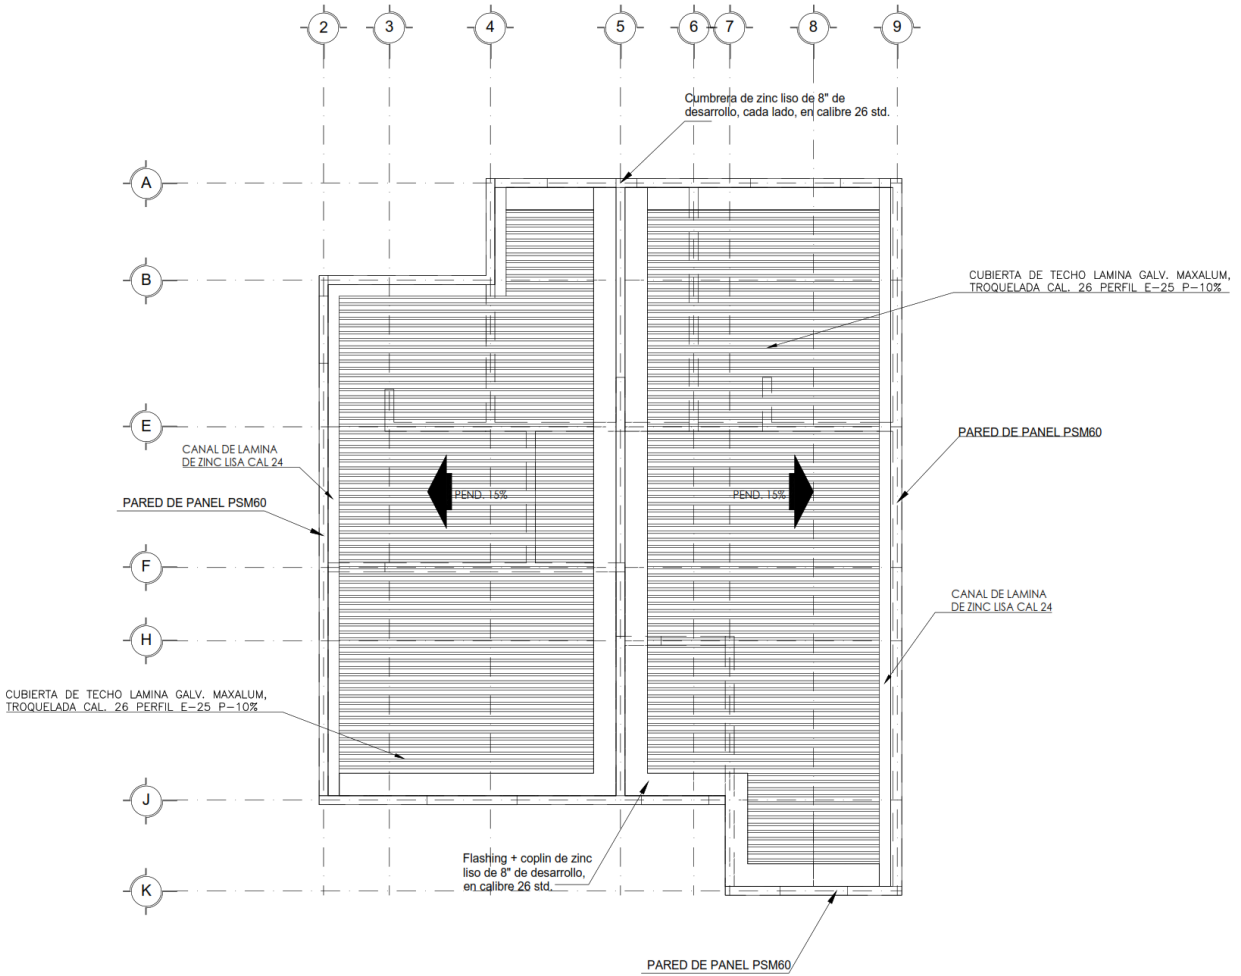 2 3 4 5 6 7 8 9
Cumbrera de zinc liso de 8" de
desarrollo, cada lado, en calibre 26 std.
A
B
CUBIERTA DE TECHO LAMINA GALV. MAXALUM,
TROQUELADA CAL. 26 PERFIL E-25 P-10%
E
PARED DE PANEL PSM60
CANAL DE LAMINA
DE ZINC LISA CAL 24
PARED DE PANEL PSM60
PEND. 15%
PEND. 15%
F
CANAL DE LAMINA
DE ZINC LISA CAL 24
H
CUBIERTA DE TECHO LAMINA GALV. MAXALUM,
TROQUELADA CAL. 26 PERFIL E-25 P-10%
J
Flashing + coplin de zinc
liso de 8" de desarrollo,
en calibre 26 std.
K
PARED DE PANEL PSM60